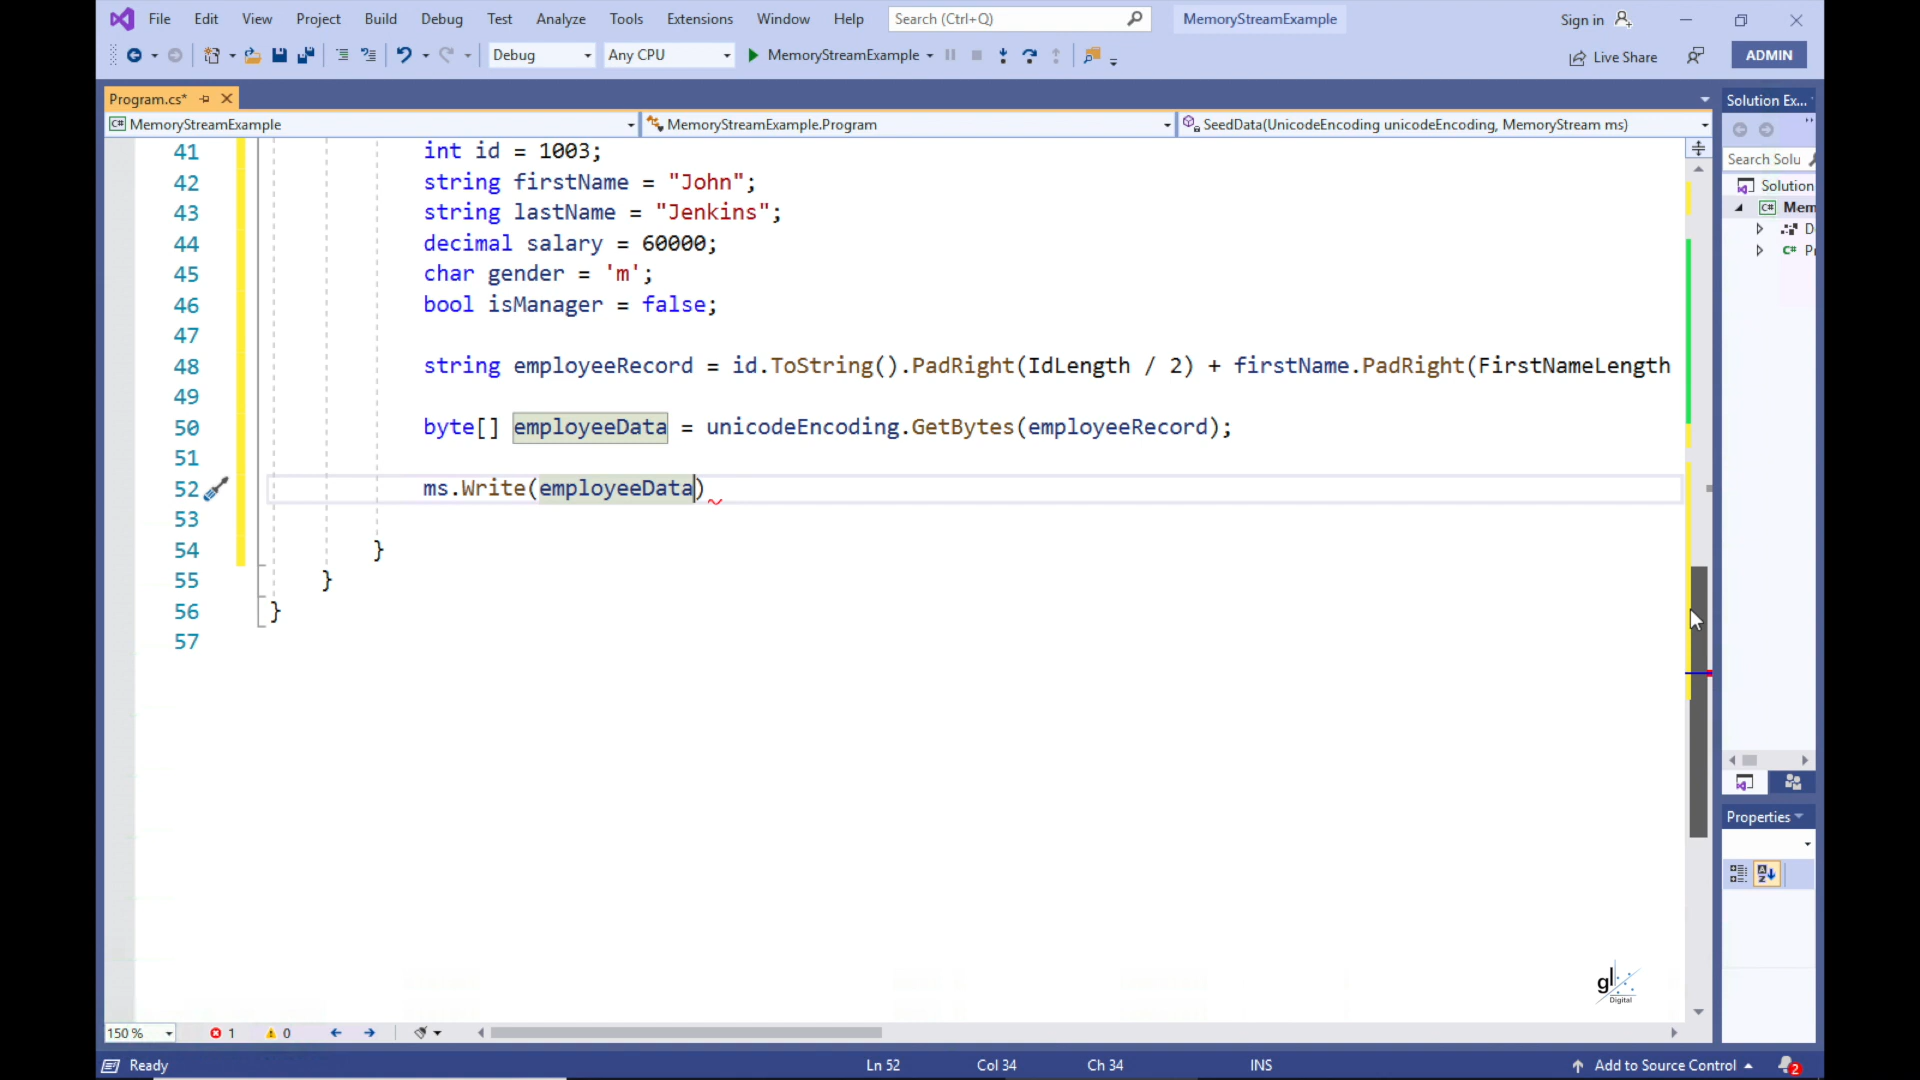 File Edit View Project Build Debug Test Analyze Tools Extensions Window Help Search (Ctrl+Q) MemoryStreamExample Sign in
Debug Any CPU MemoryStreamExample Live Share ADMIN
Program.cs* Solution Ex...
C# MemoryStreamExample MemoryStreamExample.Program SeedData(UnicodeEncoding unicodeEncoding, MemoryStream ms)
41 int id = 1003;
42 string firstName = "John";
43 string lastName = "Jenkins";
44 decimal salary = 60000;
45 char gender = 'm';
46 bool isManager = false;
47
48 string employeeRecord = id.ToString().PadRight(IdLength / 2) + firstName.PadRight(FirstNameLength
49
50 byte[] employeeData = unicodeEncoding.GetBytes(employeeRecord);
51
52 ms.Write(employeeData)
53
54 }
55 }
56 }
57
Search Solu
Solution
C# Mem
D
C# Pr
Properties
gl
Digital
150 % 1 0
Ready Ln 52 Col 34 Ch 34 INS Add to Source Control 2